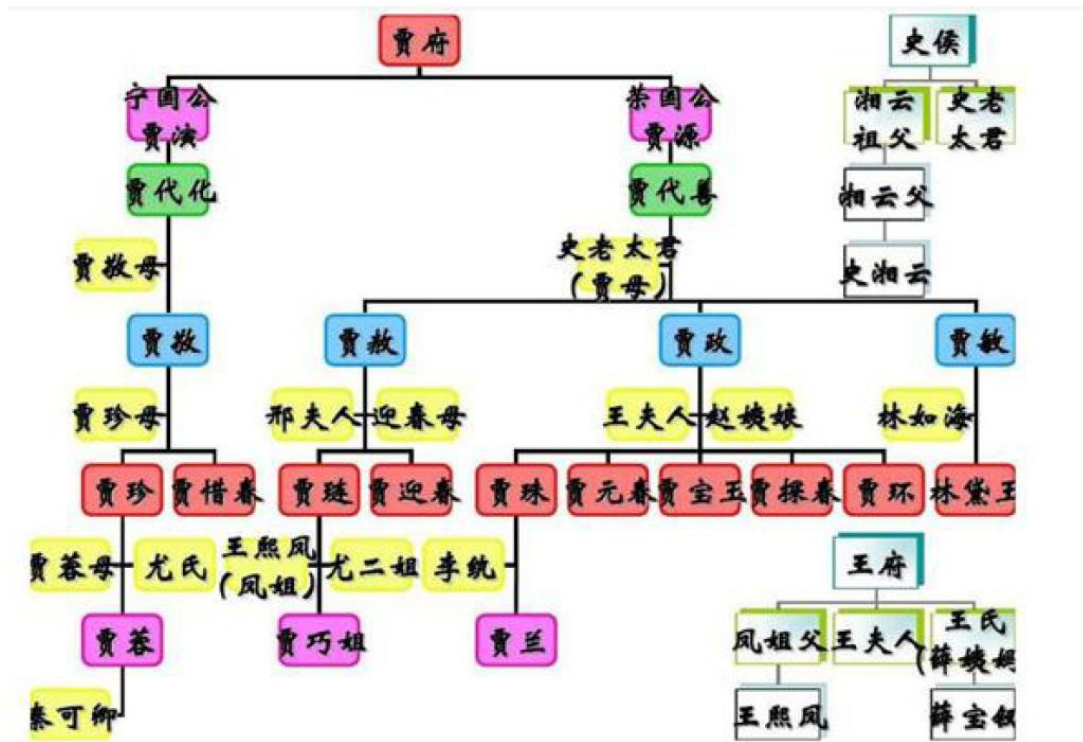 贾府
史侯
宁国公
贾演
荣国公
贾源
湘云
祖父
史老
太君
贾代化
贾代善
湘云父
贾敬母
史老太君
(贾母)
史湘云
贾敬
贾赦
贾政
贾敏
贾珍母
邢夫人
迎春母
王夫人
赵姨娘
林如海
贾珍
贾惜春
贾琏
贾迎春
贾珠
贾元春
贾宝玉
贾探春
贾环
林黛玉
贾蓉母
尤氏
王熙凤
(凤姐)
尤二姐
李纨
王府
贾蓉
贾巧姐
贾兰
凤姐父
王夫人
王氏
(薛姨妈
秦可卿
王熙凤
薛宝钗